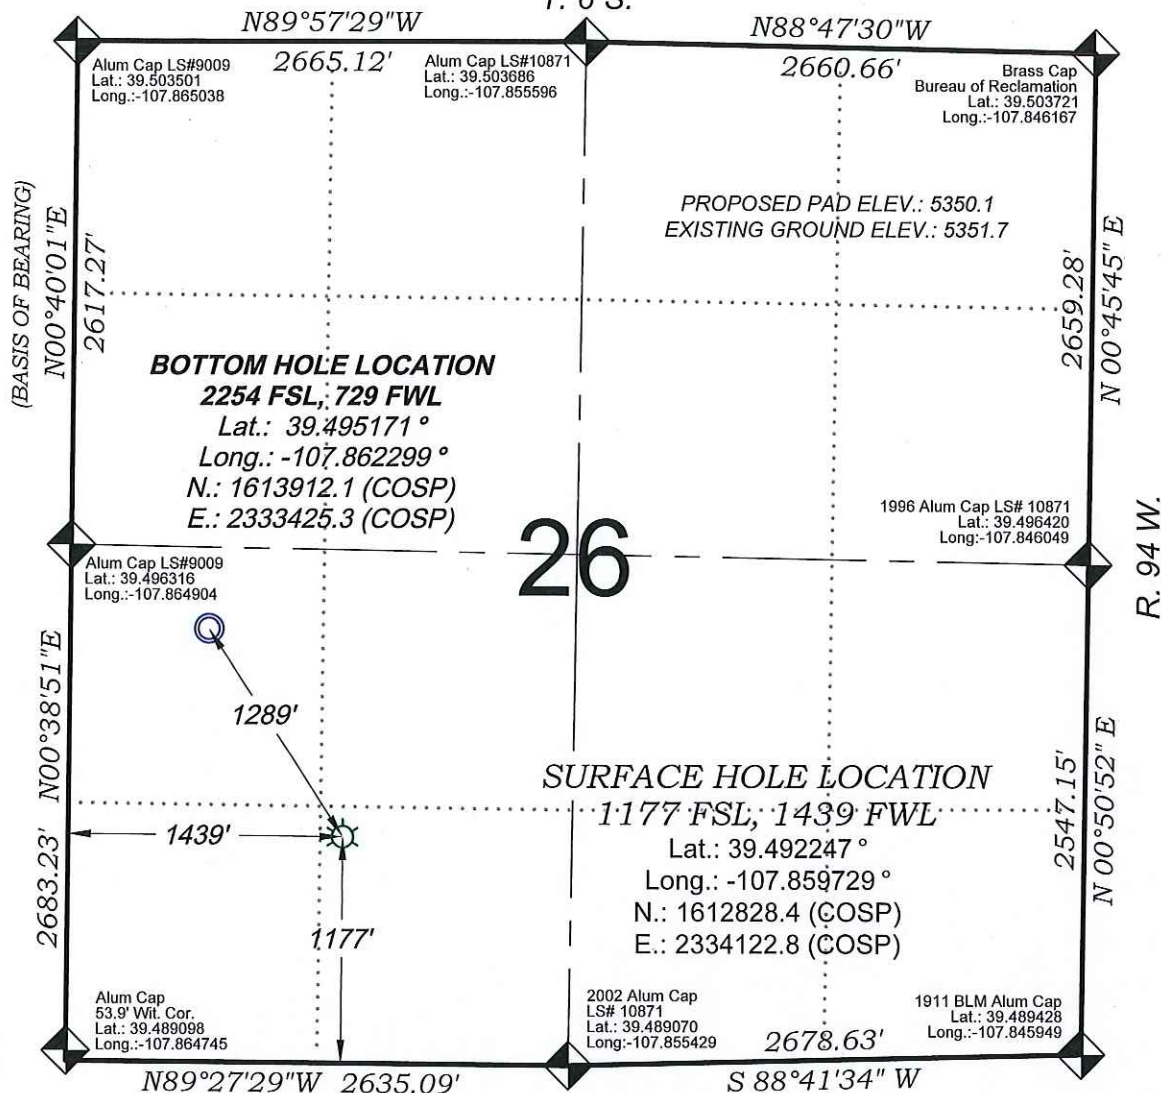 T. 6 S.
N89°57'29"W
2665.12'
N88°47'30"W
2660.66'
Alum Cap LS#9009
Lat.: 39.503501
Long.:-107.865038
Alum Cap LS#10871
Lat.: 39.503686
Long.:-107.855596
Brass Cap
Bureau of Reclamation
Lat.: 39.503721
Long.:-107.846167
(BASIS OF BEARING)
N00°40'01"E
2617.27'
PROPOSED PAD ELEV.: 5350.1
EXISTING GROUND ELEV.: 5351.7
2659.28'
N 00°45'45" E
BOTTOM HOLE LOCATION
2254 FSL, 729 FWL
Lat.: 39.495171 °
Long.: -107.862299 °
N.: 1613912.1 (COSP)
E.: 2333425.3 (COSP)
26
1996 Alum Cap LS# 10871
Lat.: 39.496420
Long:-107.846049
R. 94 W.
Alum Cap LS#9009
Lat.: 39.496316
Long.:-107.864904
N00°38'51"E
2683.23'
1289'
1439'
1177'
SURFACE HOLE LOCATION
1177 FSL, 1439 FWL
Lat.: 39.492247 °
Long.: -107.859729 °
N.: 1612828.4 (COSP)
E.: 2334122.8 (COSP)
2547.15'
N 00°50'52" E
Alum Cap
53.9' Wit. Cor.
Lat.: 39.489098
Long.:-107.864745
2002 Alum Cap
LS# 10871
Lat.: 39.489070
Long:-107.855429
1911 BLM Alum Cap
Lat.: 39.489428
Long.:-107.845949
N89°27'29"W 2635.09'
2678.63'
S 88°41'34" W